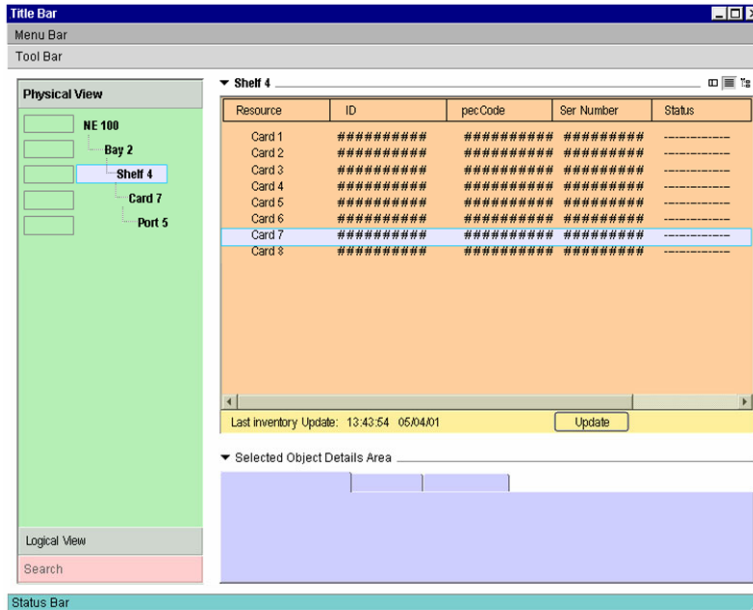 Title Bar
Menu Bar
Tool Bar
Physical View
NE 100
Bay 2
Shelf 4
Card 7
Port 5
Logical View
Search
Shelf 4
Resource ID pecCode Ser Number Status
Card 1 ########## ########## ######### ---------------
Card 2 ########## ########## ######### ---------------
Card 3 ########## ########## ######### ---------------
Card 4 ########## ########## ######### ---------------
Card 5 ########## ########## ######### ---------------
Card 6 ########## ########## ######### ---------------
Card 7 ########## ########## ######### ---------------
Card 8 ########## ########## ######### ---------------
Last inventory Update: 13:43:54 05/04/01 Update
Selected Object Details Area
Status Bar